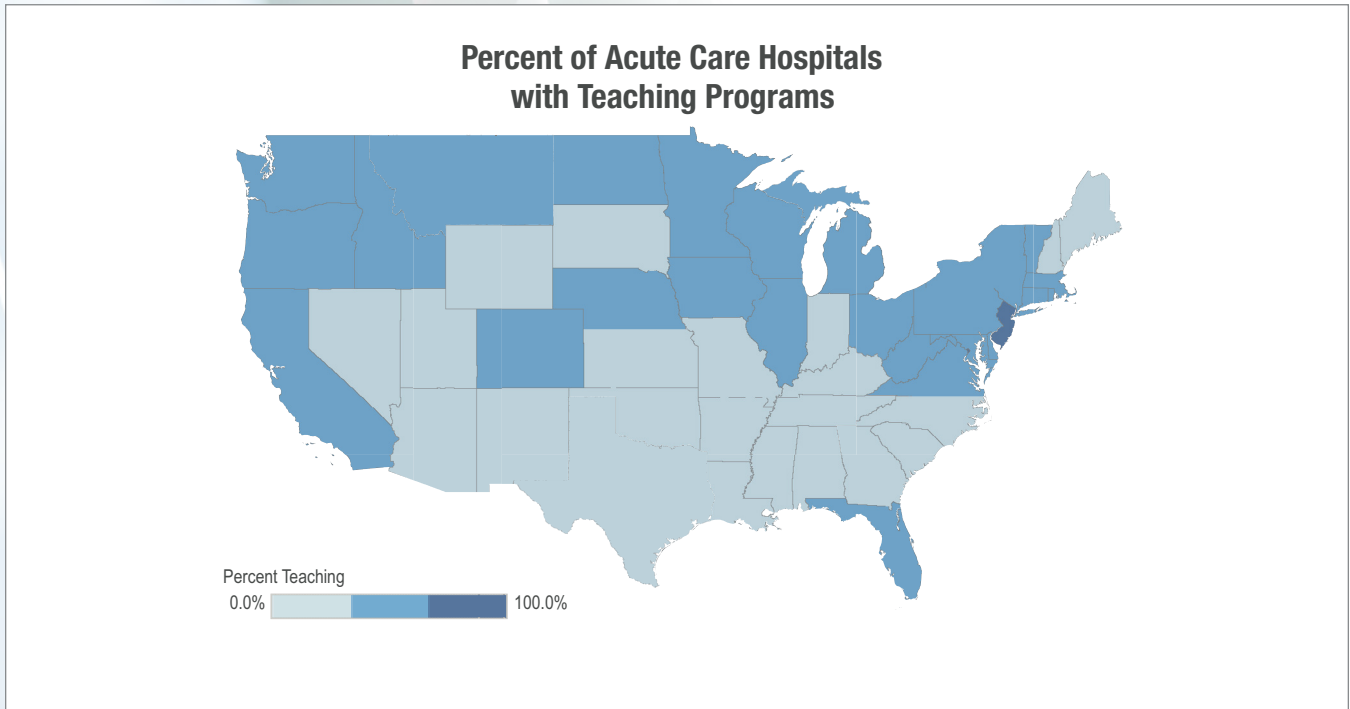 Percent of Acute Care Hospitals
with Teaching Programs
Percent Teaching
0.0% 100.0%